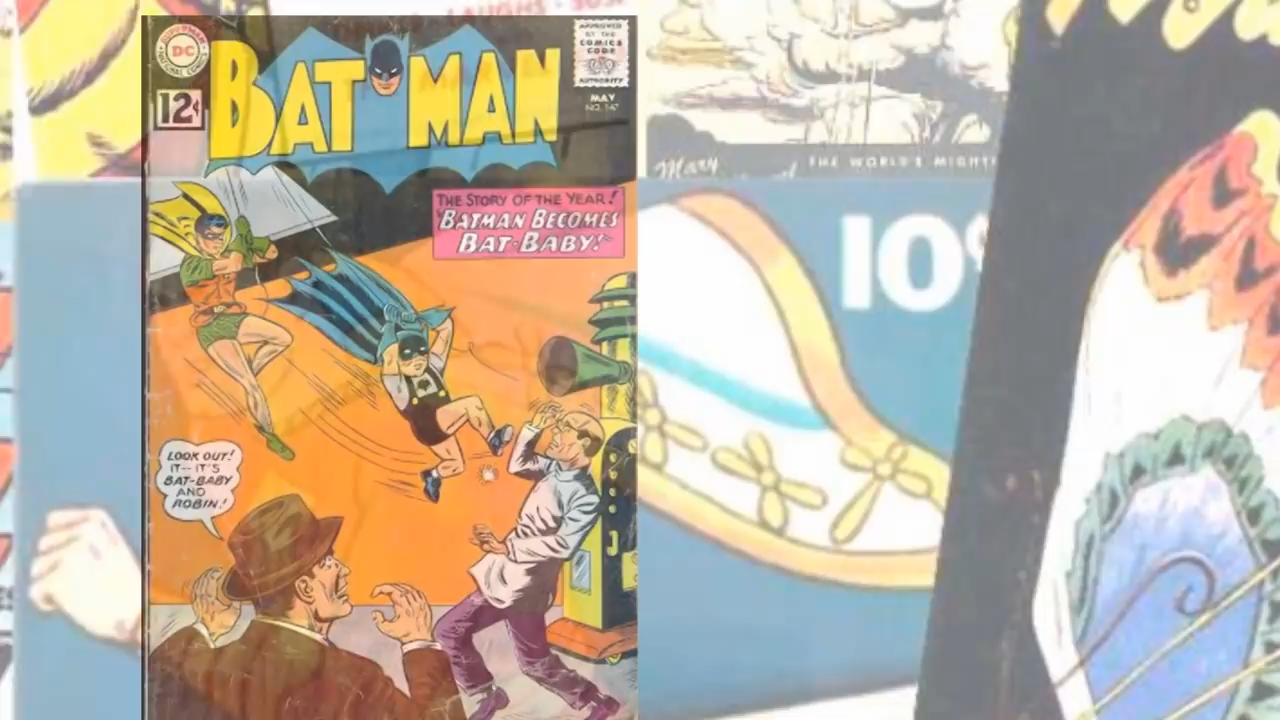 LAUGHS
SUPERMAN
DC
NATIONAL COMICS
12¢
BATMAN
APPROVED
BY THE
COMICS
CODE
AUTHORITY
MAY
NO. 147
THE STORY OF THE YEAR!
"BATMAN BECOMES
BAT-BABY!"
LOOK OUT!
IT--IT'S
BAT-BABY
AND
ROBIN!
Mary
THE WORLD'S MIGHTI
10¢